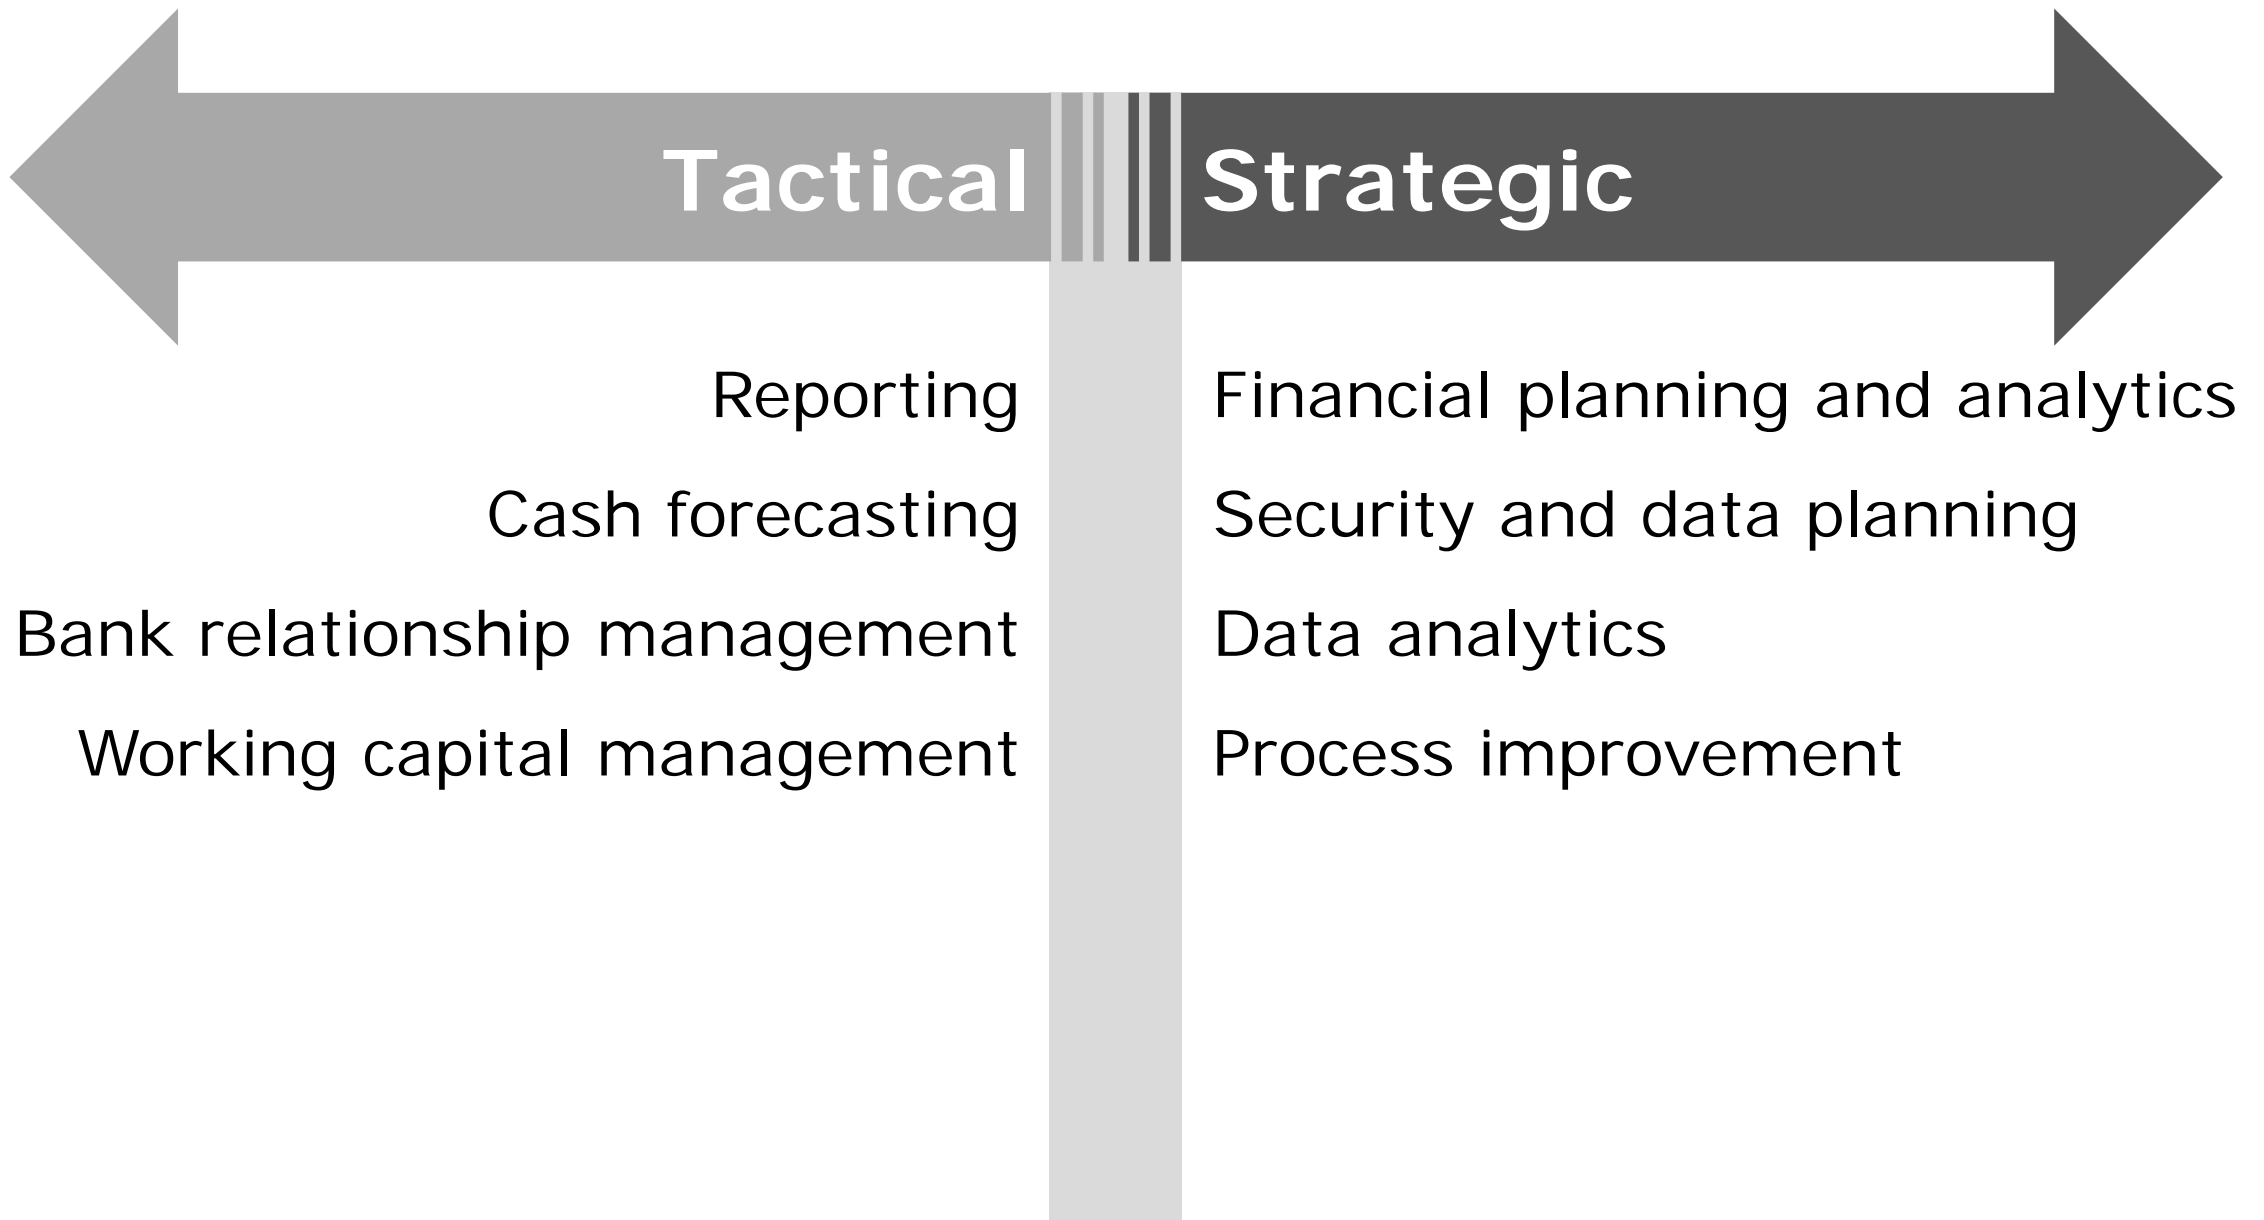 Tactical
Strategic
Reporting
Cash forecasting
Bank relationship management
Working capital management
Financial planning and analytics
Security and data planning
Data analytics
Process improvement